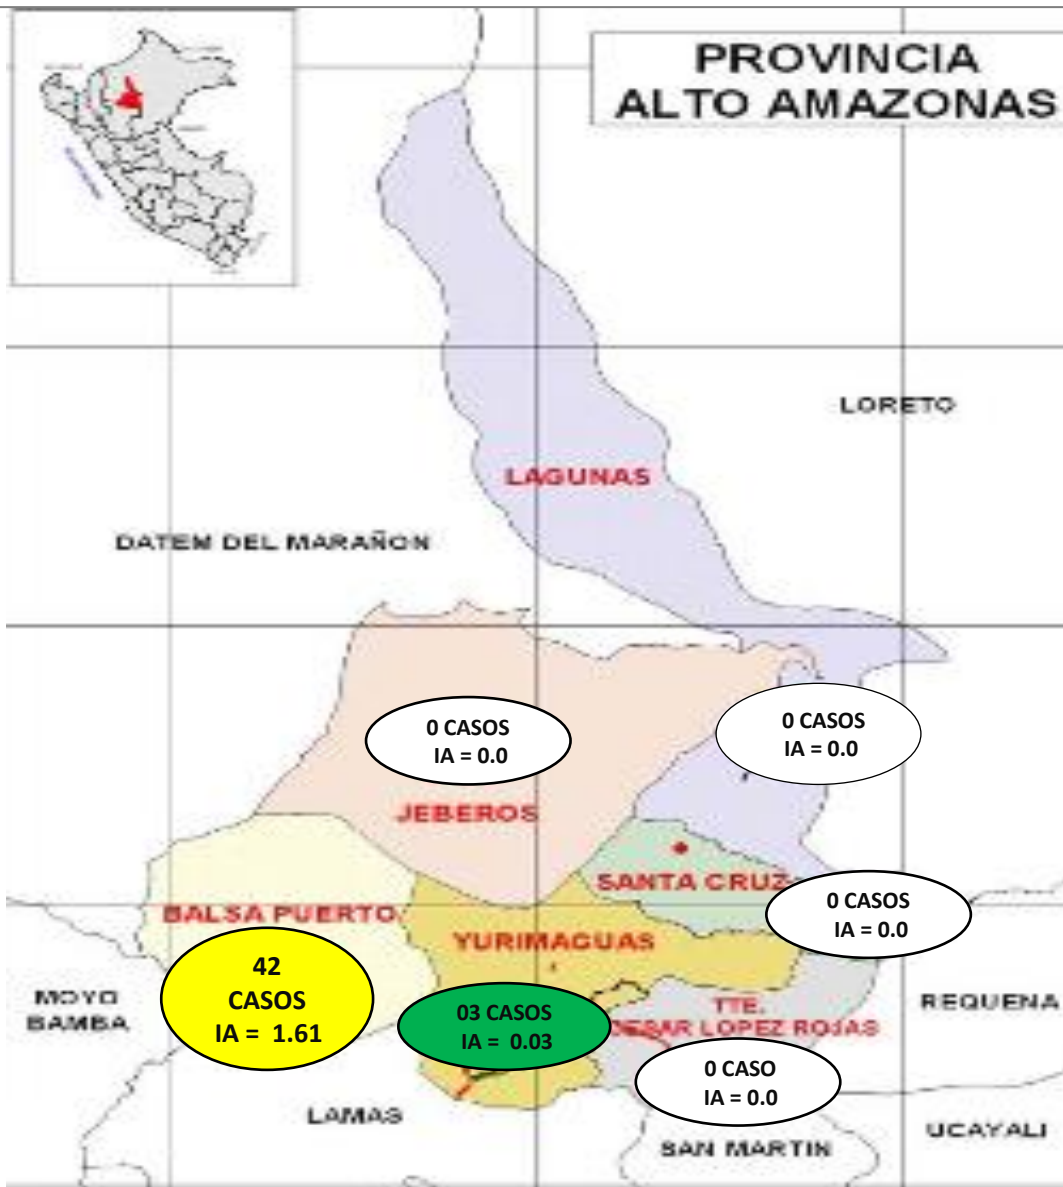 PROVINCIA
ALTO AMAZONAS
LORETO
LAGUNAS
DATEM DEL MARAÑON
0 CASOS
IA = 0.0
JEBEROS
0 CASOS
IA = 0.0
SANTA CRUZ
0 CASOS
IA = 0.0
BALSA PUERTO
42
CASOS
IA = 1.61
YURIMAGUAS
03 CASOS
IA = 0.03
TTE.
CESAR LOPEZ ROJAS
0 CASO
IA = 0.0
MOYO
BAMBA
REQUENA
LAMAS
SAN MARTIN
UCAYALI